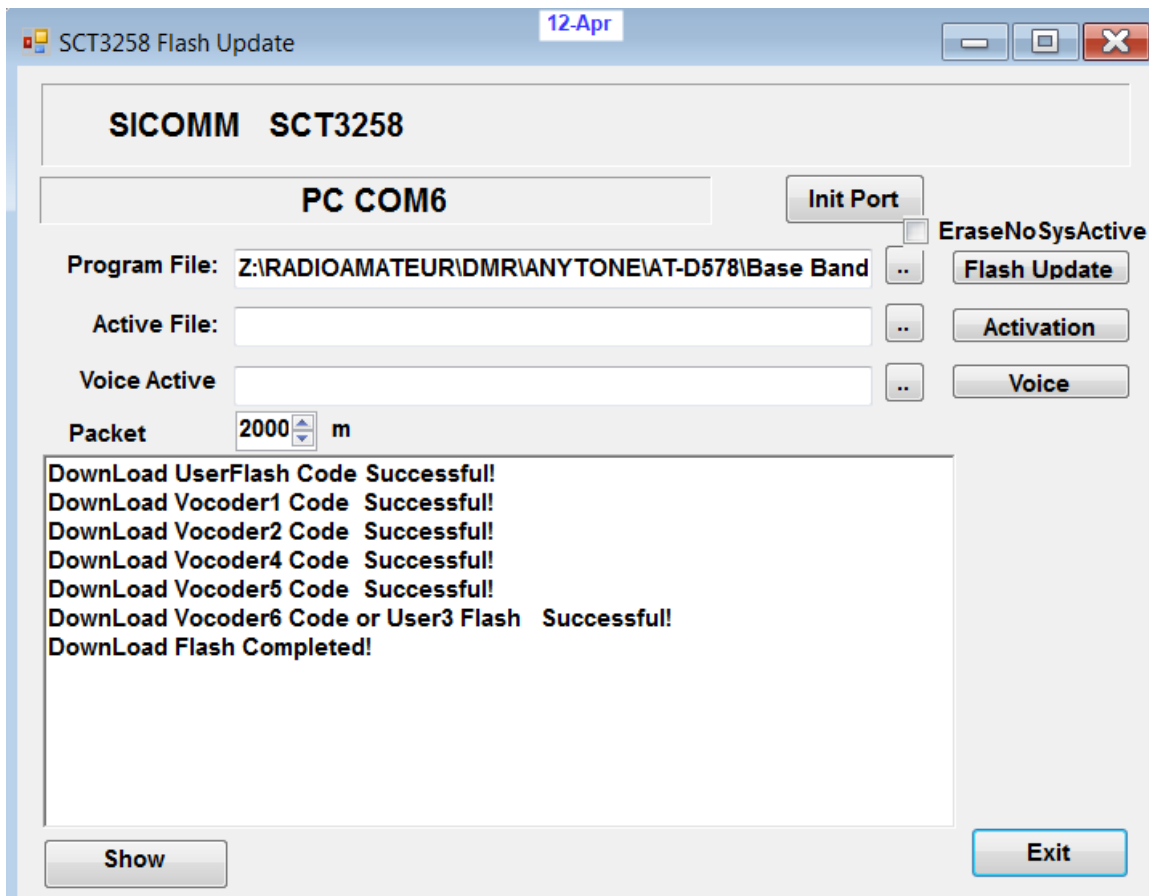 12-Apr
SCT3258 Flash Update
SICOMM SCT3258
PC COM6
Init Port
EraseNoSysActive
Program File: Z:\RADIOAMATEUR\DMR\ANYTONE\AT-D578\Base Band .. Flash Update
Active File: .. Activation
Voice Active .. Voice
Packet 2000 m
DownLoad UserFlash Code Successful!
DownLoad Vocoder1 Code Successful!
DownLoad Vocoder2 Code Successful!
DownLoad Vocoder4 Code Successful!
DownLoad Vocoder5 Code Successful!
DownLoad Vocoder6 Code or User3 Flash Successful!
DownLoad Flash Completed!
Show
Exit